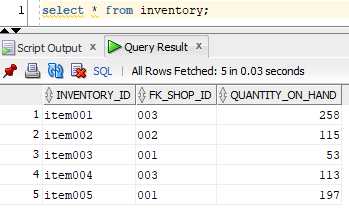 1 select * from inventory;
Script Output x Query Result x
SQL | All Rows Fetched: 5 in 0.03 seconds
INVENTORY_ID FK_SHOP_ID QUANTITY_ON_HAND
1 item001 003 258
2 item002 002 115
3 item003 001 53
4 item004 003 113
5 item005 001 197